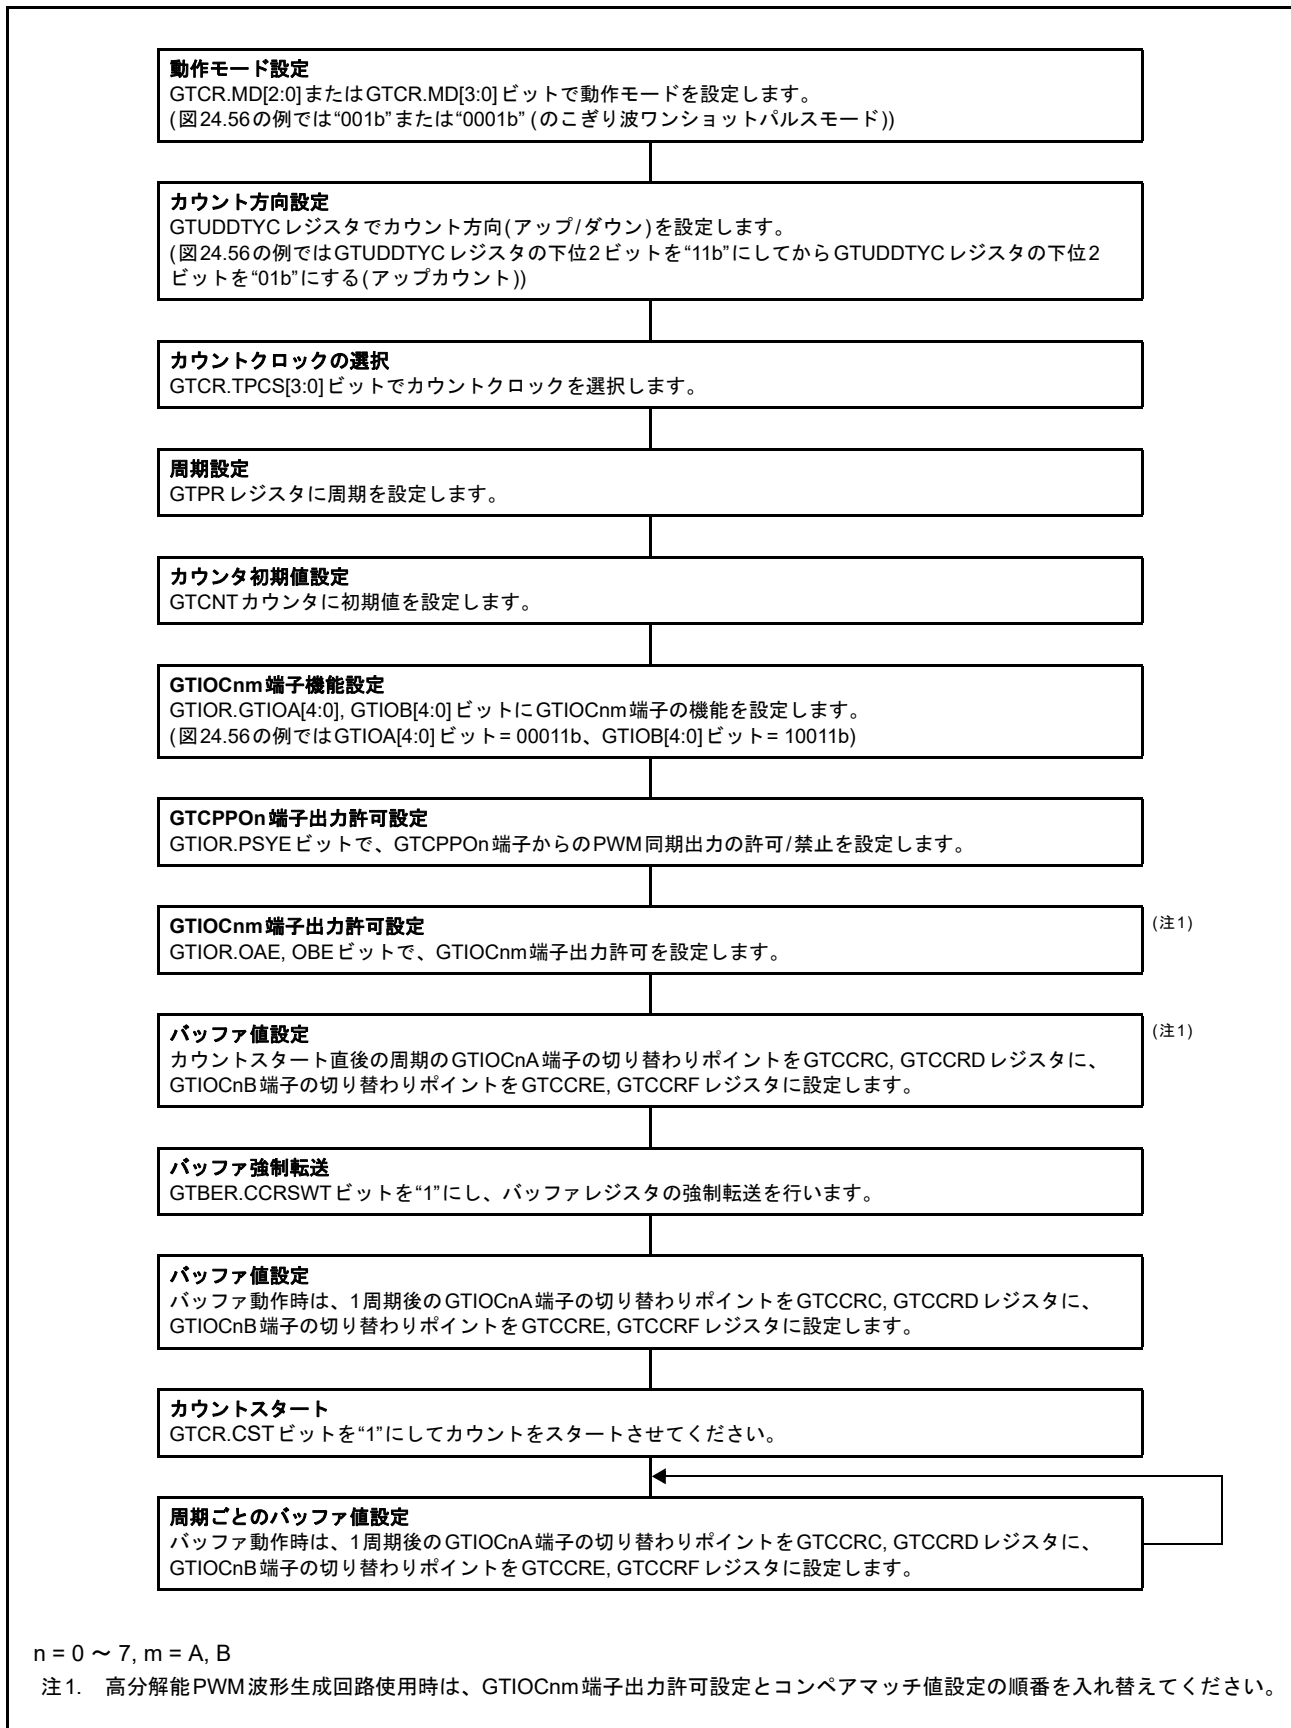 動作モード設定
GTCR.MD[2:0]またはGTCR.MD[3:0]ビットで動作モードを設定します。
(図24.56の例では“001b”または“0001b” (のこぎり波ワンショットパルスモード))
カウント方向設定
GTUDDTYCレジスタでカウント方向(アップ/ダウン)を設定します。
(図24.56の例ではGTUDDTYCレジスタの下位2ビットを“11b”にしてからGTUDDTYCレジスタの下位2
ビットを“01b”にする(アップカウント))
カウントクロックの選択
GTCR.TPCS[3:0]ビットでカウントクロックを選択します。
周期設定
GTPRレジスタに周期を設定します。
カウンタ初期値設定
GTCNTカウンタに初期値を設定します。
GTIOCnm端子機能設定
GTIOR.GTIOA[4:0], GTIOB[4:0]ビットにGTIOCnm端子の機能を設定します。
(図24.56の例ではGTIOA[4:0]ビット= 00011b、GTIOB[4:0]ビット= 10011b)
GTCPPOn端子出力許可設定
GTIOR.PSYEビットで、GTCPPOn端子からのPWM同期出力の許可/禁止を設定します。
GTIOCnm端子出力許可設定 (注1)
GTIOR.OAE, OBEビットで、GTIOCnm端子出力許可を設定します。
バッファ値設定 (注1)
カウントスタート直後の周期のGTIOCnA端子の切り替わりポイントをGTCCRC, GTCCRDレジスタに、
GTIOCnB端子の切り替わりポイントをGTCCRE, GTCCRFレジスタに設定します。
バッファ強制転送
GTBER.CCRSWTビットを“1”にし、バッファレジスタの強制転送を行います。
バッファ値設定
バッファ動作時は、1周期後のGTIOCnA端子の切り替わりポイントをGTCCRC, GTCCRDレジスタに、
GTIOCnB端子の切り替わりポイントをGTCCRE, GTCCRFレジスタに設定します。
カウントスタート
GTCR.CSTビットを“1”にしてカウントをスタートさせてください。
周期ごとのバッファ値設定
バッファ動作時は、1周期後のGTIOCnA端子の切り替わりポイントをGTCCRC, GTCCRDレジスタに、
GTIOCnB端子の切り替わりポイントをGTCCRE, GTCCRFレジスタに設定します。
n = 0 ～ 7, m = A, B
注1. 高分解能PWM波形生成回路使用時は、GTIOCnm端子出力許可設定とコンペアマッチ値設定の順番を入れ替えてください。